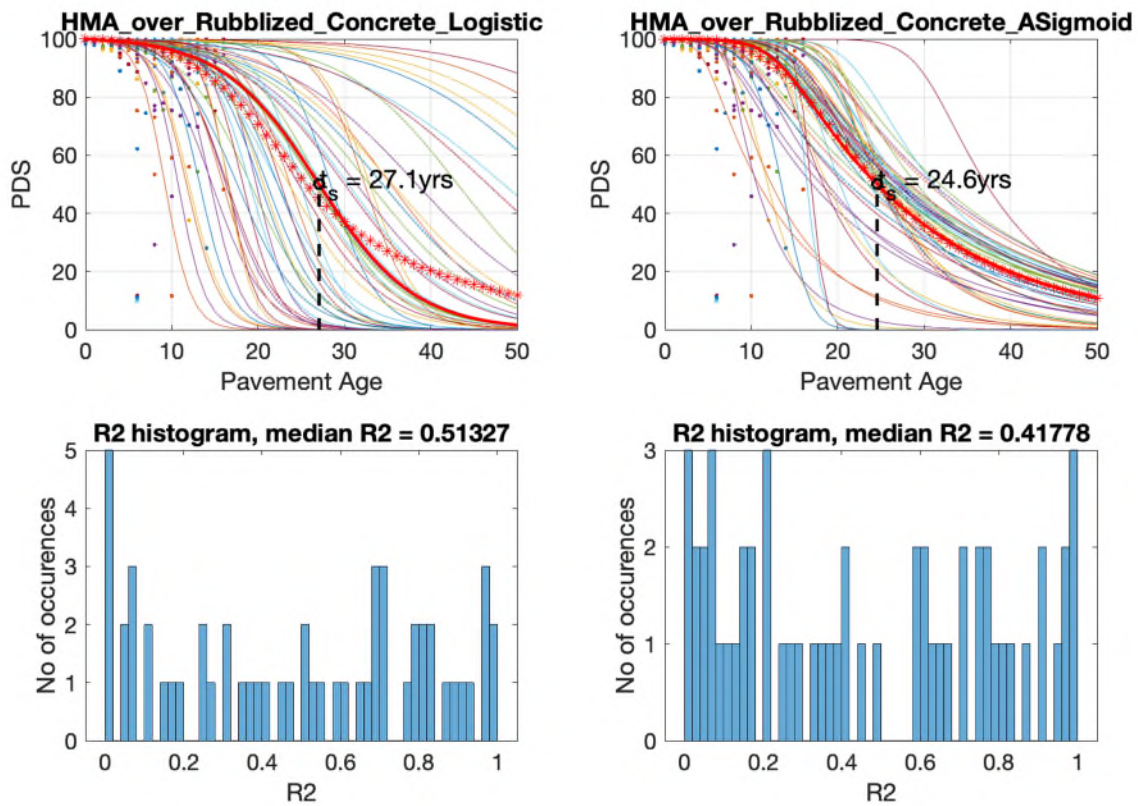 HMA_over_Rubblized_Concrete_Logistic
100
80
60
40
20
0
PDS
t_s = 27.1yrs
0 10 20 30 40 50
Pavement Age
HMA_over_Rubblized_Concrete_ASigmoid
100
80
60
40
20
0
PDS
t_s = 24.6yrs
0 10 20 30 40 50
Pavement Age
R2 histogram, median R2 = 0.51327
5
4
3
2
1
0
No of occurences
0 0.2 0.4 0.6 0.8 1
R2
R2 histogram, median R2 = 0.41778
3
2
1
0
No of occurences
0 0.2 0.4 0.6 0.8 1
R2